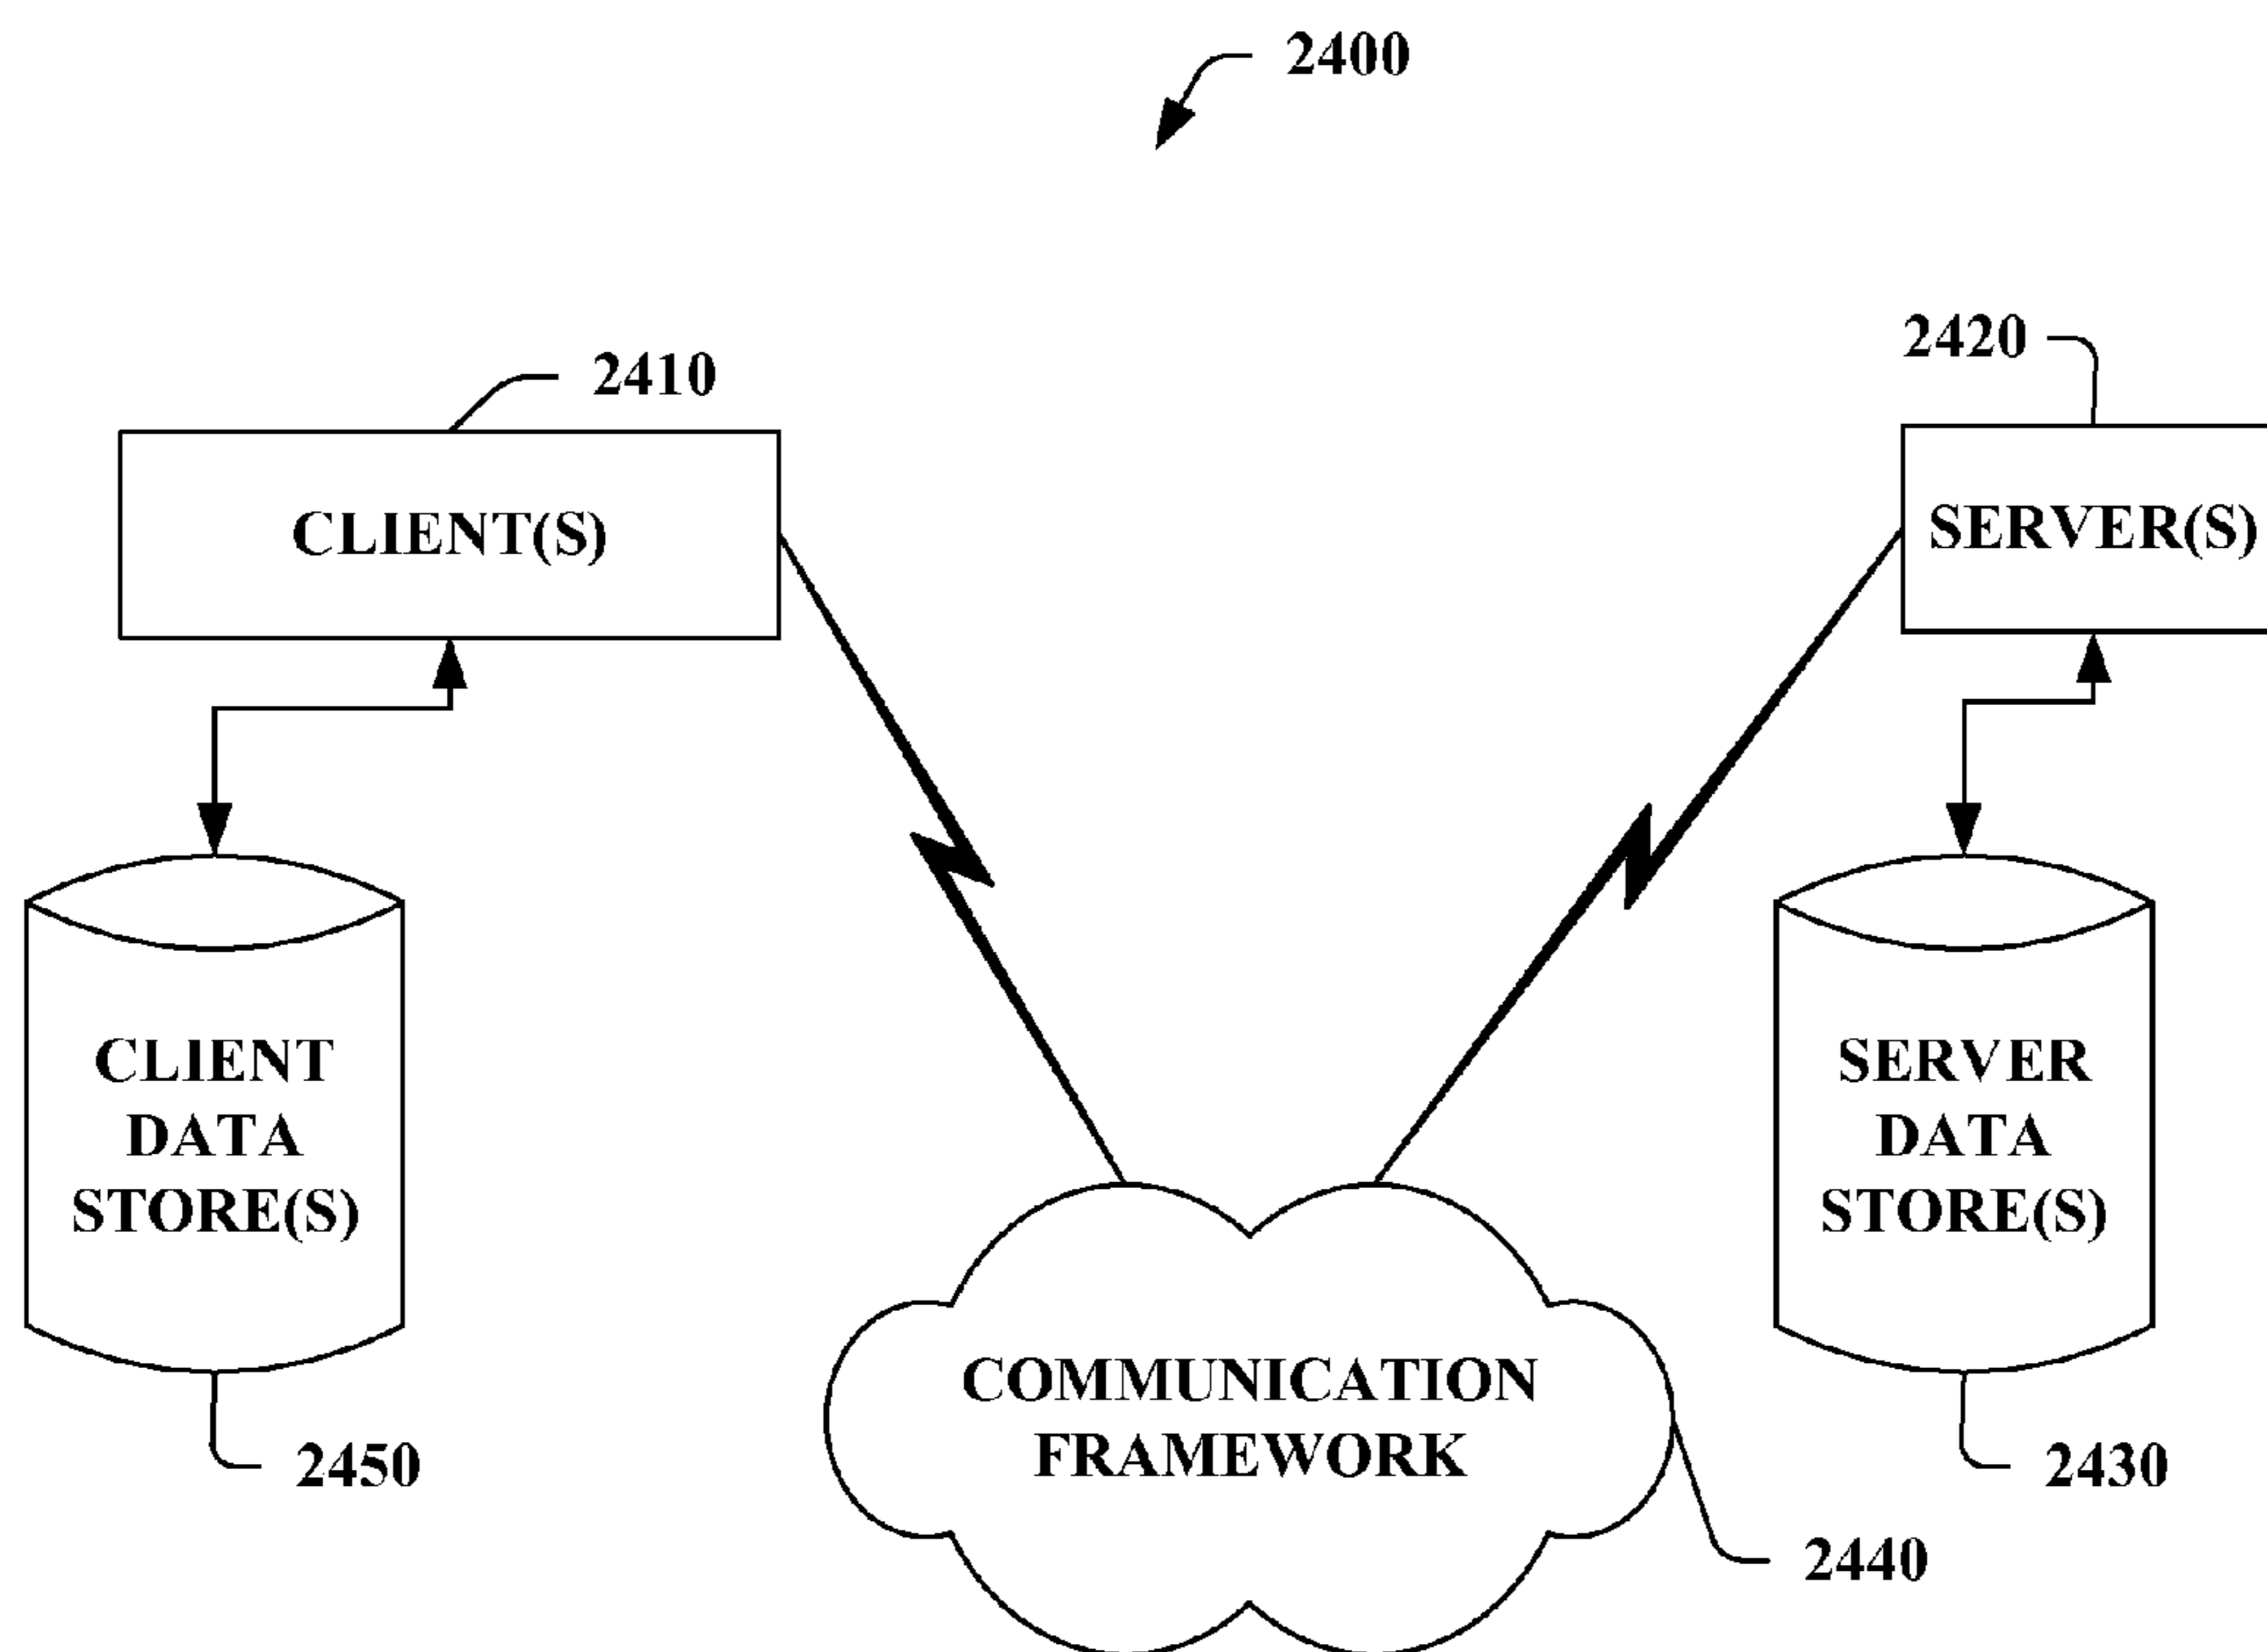 2400
2410
2420
CLIENT(S)
SERVER(S)
CLIENT
DATA
STORE(S)
SERVER
DATA
STORE(S)
COMMUNICATION
FRAMEWORK
2450
2430
2440